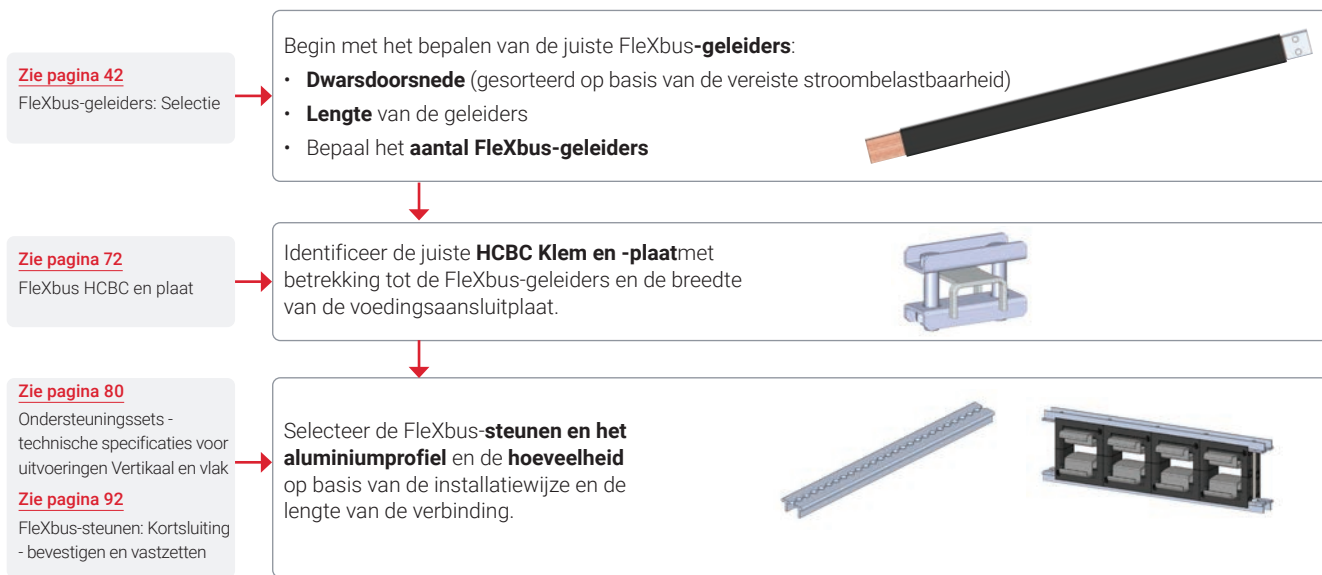 Zie pagina 42
FleXbus-geleiders: Selectie
Begin met het bepalen van de juiste FleXbus-geleiders:
• Dwarsdoorsnede (gesorteerd op basis van de vereiste stroombelastbaarheid)
• Lengte van de geleiders
• Bepaal het aantal FleXbus-geleiders
Zie pagina 72
FleXbus HCBC en plaat
Identificeer de juiste HCBC Klem en -plaatmet
betrekking tot de FleXbus-geleiders en de breedte
van de voedingsaansluitplaat.
Zie pagina 80
Ondersteuningssets -
technische specificaties voor
uitvoeringen Vertikaal en vlak
Zie pagina 92
FleXbus-steunen: Kortsluiting
- bevestigen en vastzetten
Selecteer de FleXbus-steunen en het
aluminiumprofiel en de hoeveelheid
op basis van de installatiewijze en de
lengte van de verbinding.